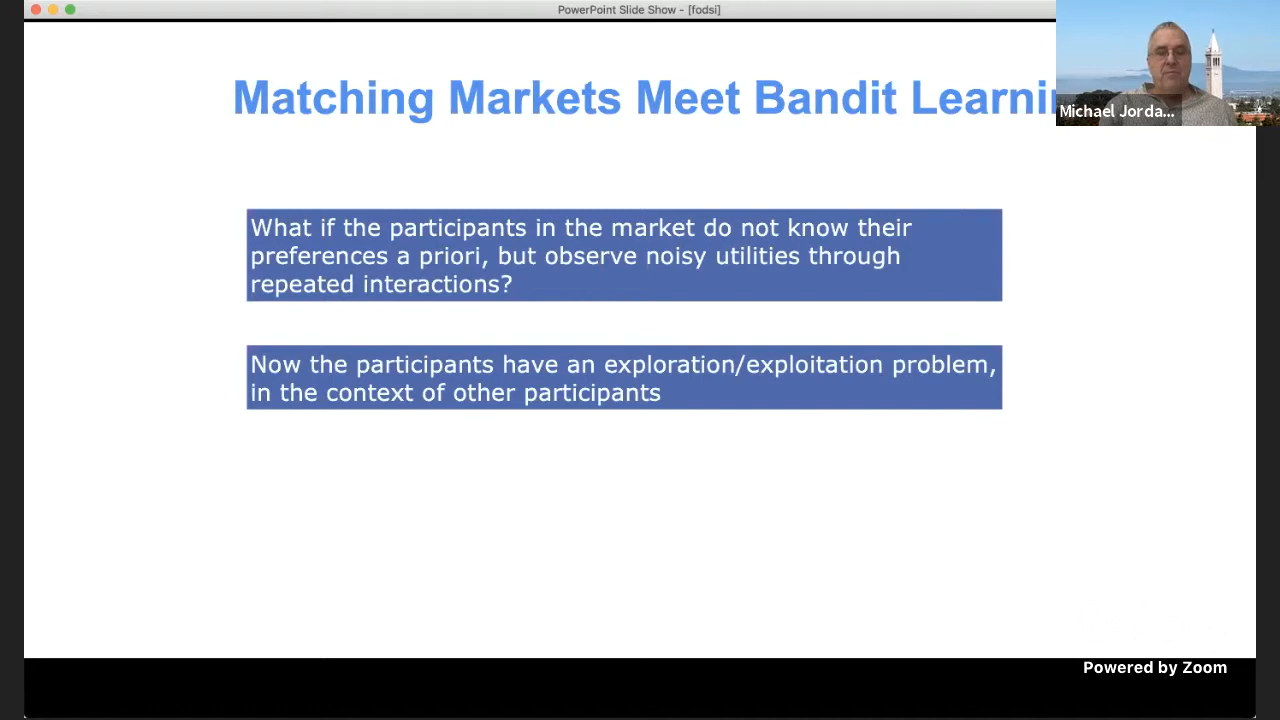 PowerPoint Slide Show - [fodsi]
Matching Markets Meet Bandit
Michael Jorda...
What if the participants in the market do not know their
preferences a priori, but observe noisy utilities through
repeated interactions?
Now the participants have an exploration/exploitation problem,
in the context of other participants
Powered by Zoom